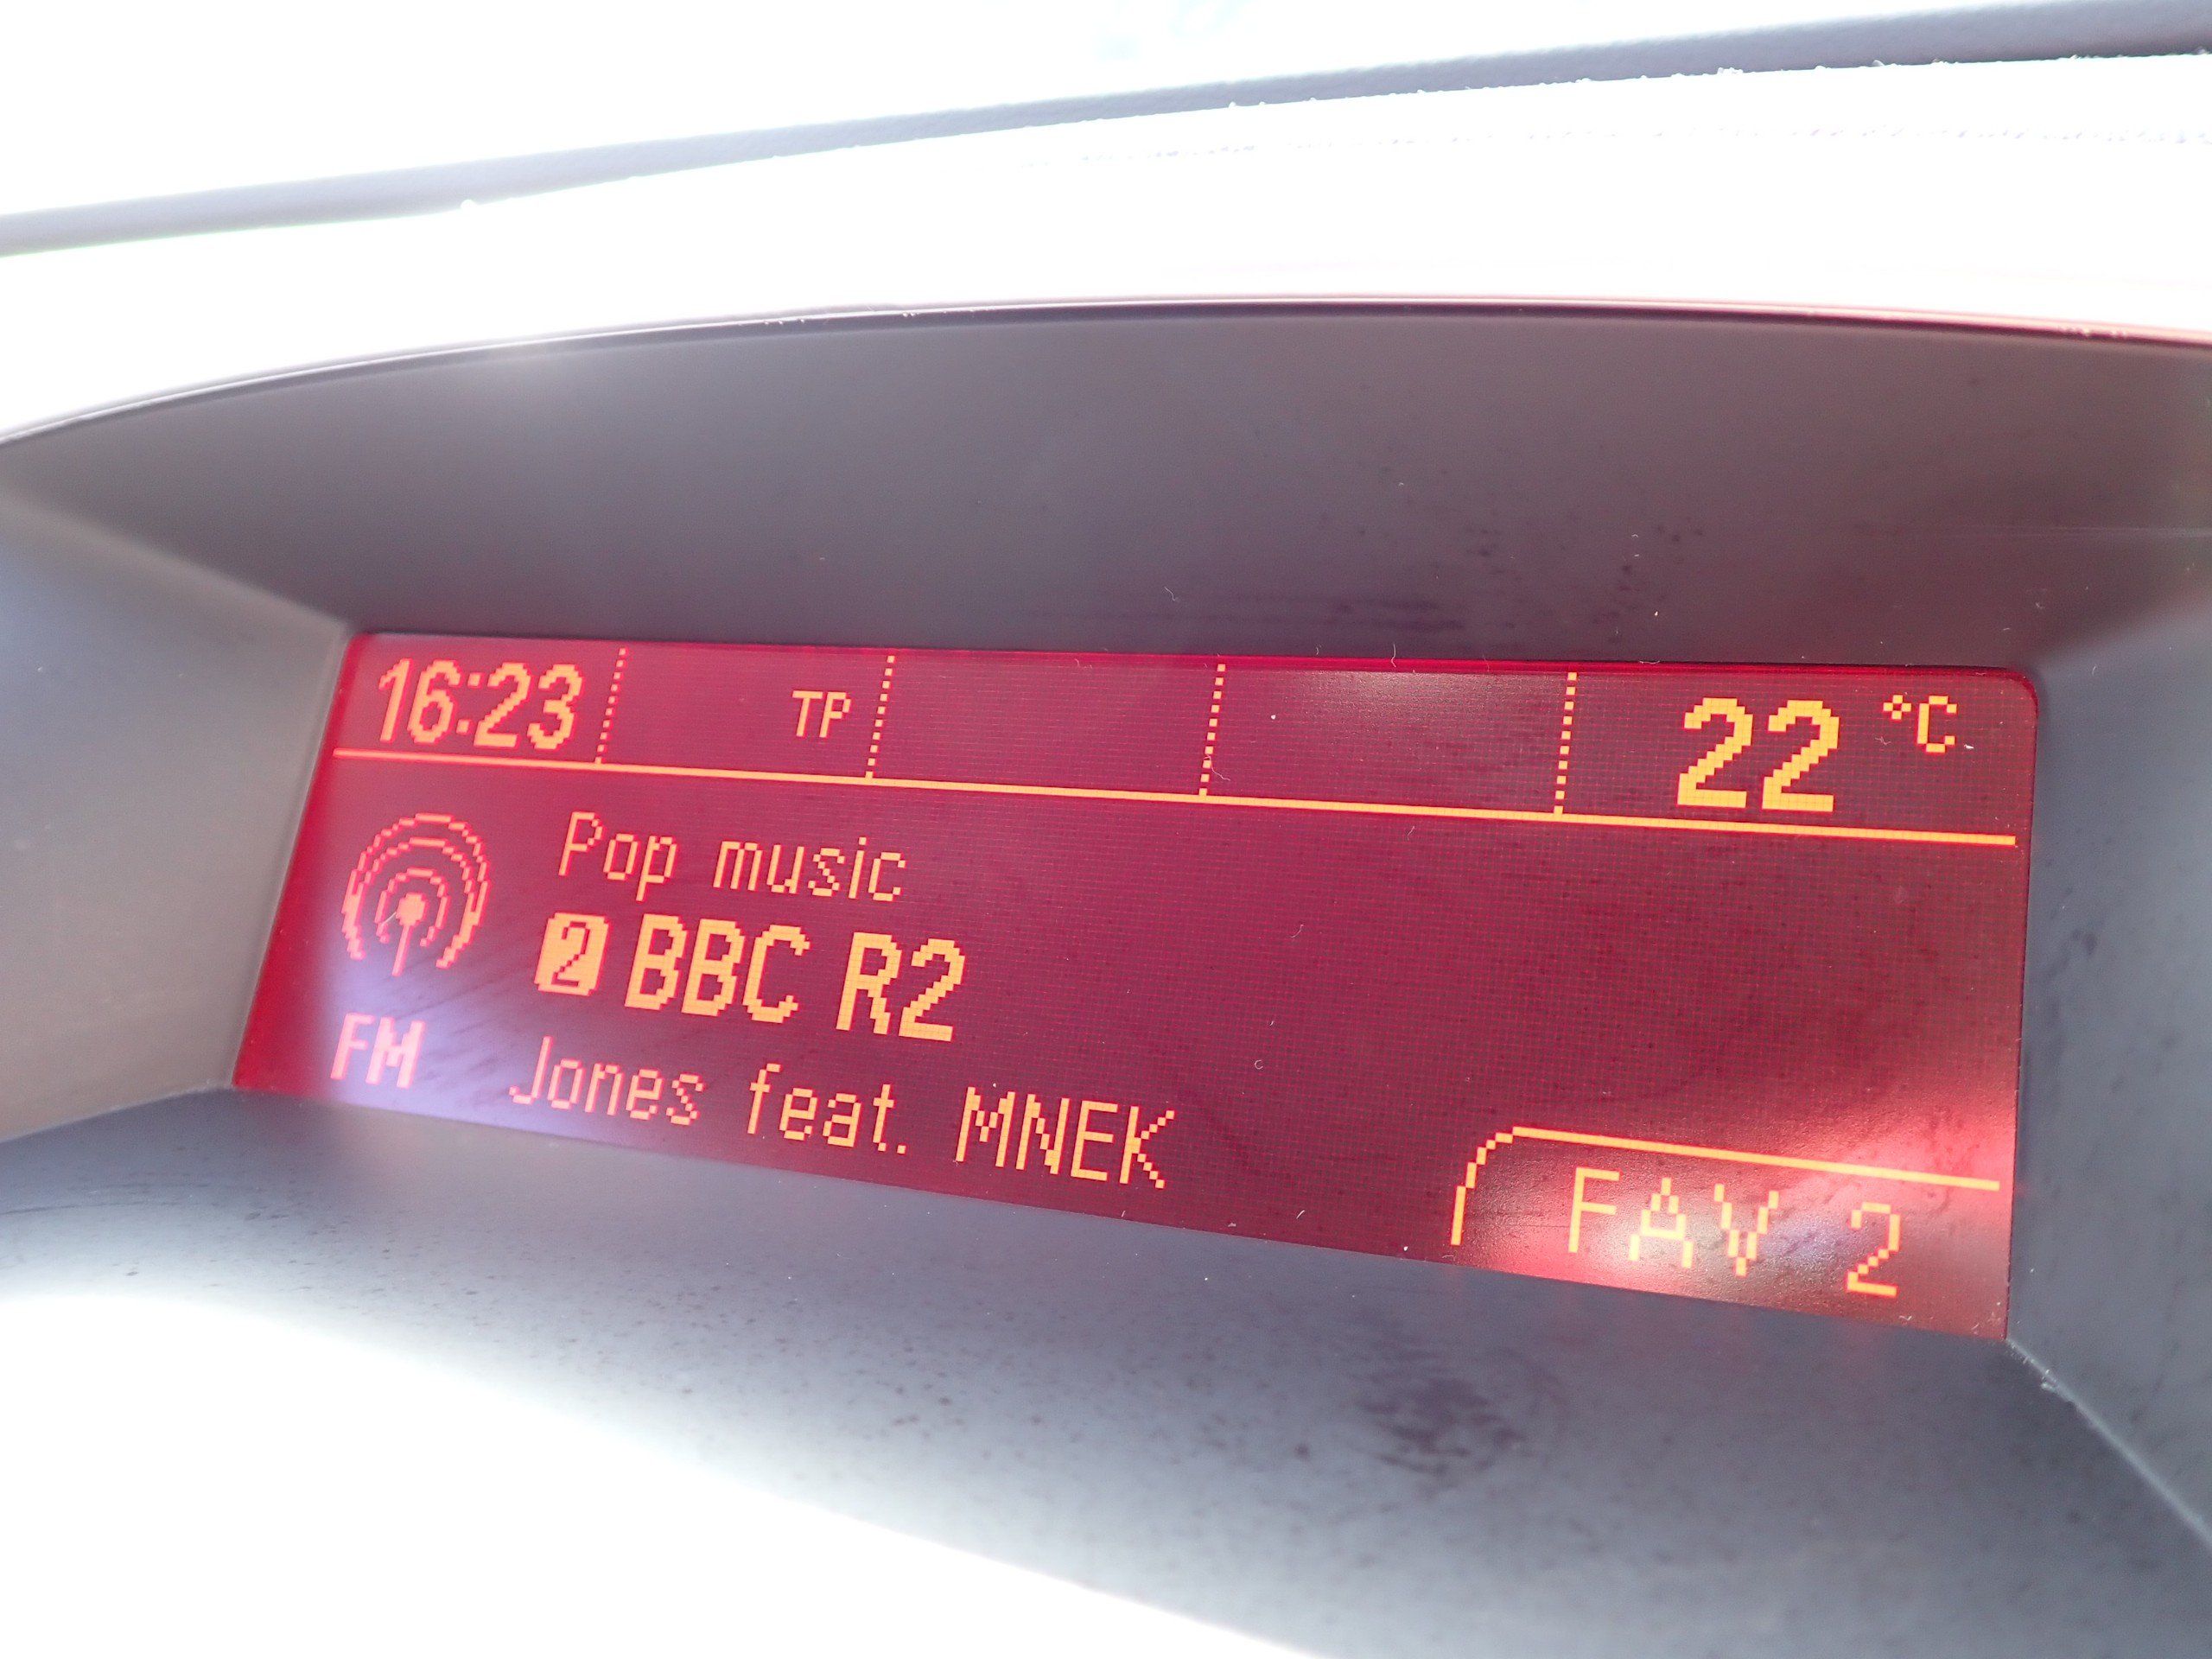 16:23 TP 22 °C
Pop music
2 BBC R2
FM Jones feat. MNEK
FAV 2